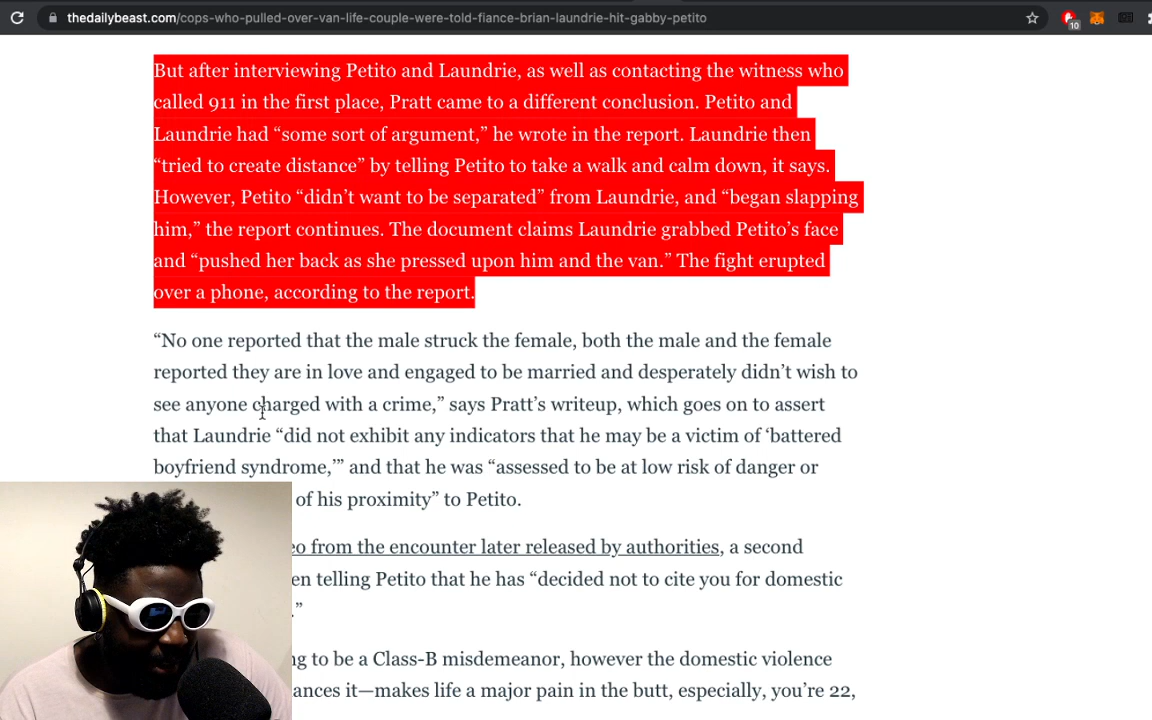 thedailybeast.com/cops-who-pulled-over-van-life-couple-were-told-fiance-brian-laundrie-hit-gabby-petito
10
But after interviewing Petito and Laundrie, as well as contacting the witness who
called 911 in the first place, Pratt came to a different conclusion. Petito and
Laundrie had “some sort of argument,” he wrote in the report. Laundrie then
“tried to create distance” by telling Petito to take a walk and calm down, it says.
However, Petito “didn’t want to be separated” from Laundrie, and “began slapping
him,” the report continues. The document claims Laundrie grabbed Petito’s face
and “pushed her back as she pressed upon him and the van.” The fight erupted
over a phone, according to the report.
“No one reported that the male struck the female, both the male and the female
reported they are in love and engaged to be married and desperately didn’t wish to
see anyone charged with a crime,” says Pratt’s writeup, which goes on to assert
that Laundrie “did not exhibit any indicators that he may be a victim of ‘battered
boyfriend syndrome,’” and that he was “assessed to be at low risk of danger or
of his proximity” to Petito.
eo from the encounter later released by authorities, a second
en telling Petito that he has “decided not to cite you for domestic
.”
ng to be a Class-B misdemeanor, however the domestic violence
ances it—makes life a major pain in the butt, especially, you’re 22,